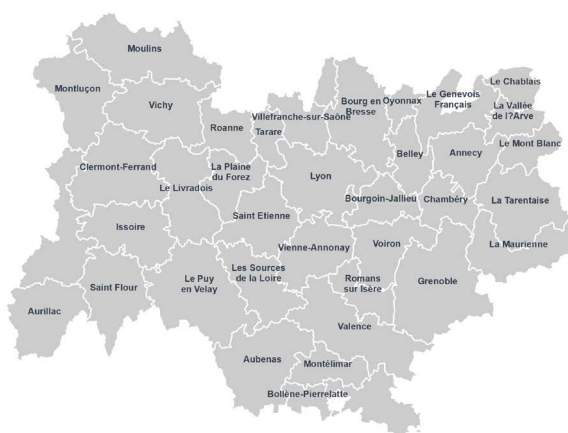 Moulins
Montluçon
Vichy
Roanne
Villefranche-sur-Saône
Tarare
Bourg en
Bresse
Oyonnax
Le Genevois
Français
Le Chablais
La Vallée
de l?Arve
Le Mont Blanc
Annecy
Belley
Clermont-Ferrand
Le Livradois
La Plaine
du Forez
Lyon
Bourgoin-Jallieu
Chambéry
La Tarentaise
Issoire
Saint Etienne
Vienne-Annonay
Voiron
La Maurienne
Saint Flour
Le Puy
en Velay
Les Sources
de la Loire
Romans
sur Isère
Grenoble
Aurillac
Valence
Aubenas
Montélimar
Bollène-Pierrelatte